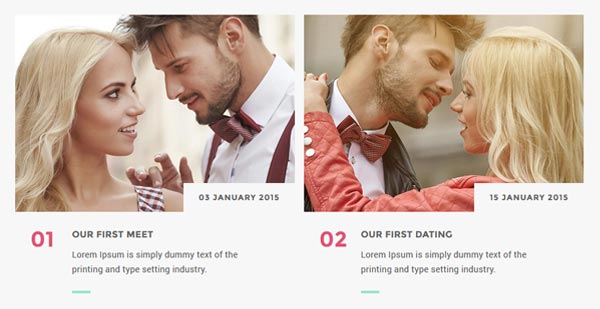 03 JANUARY 2015
01
OUR FIRST MEET
Lorem Ipsum is simply dummy text of the
printing and type setting industry.
15 JANUARY 2015
02
OUR FIRST DATING
Lorem Ipsum is simply dummy text of the
printing and type setting industry.